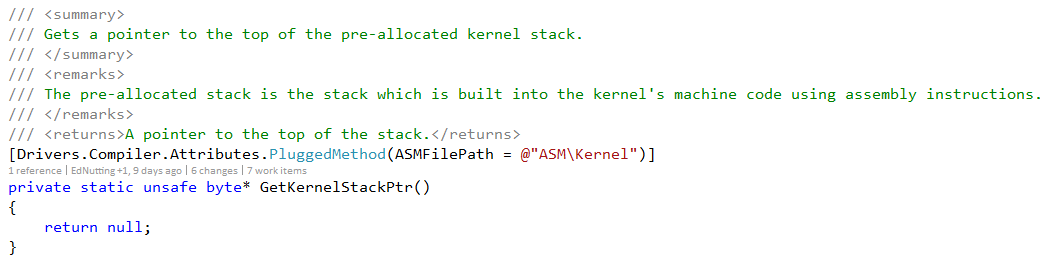 /// <summary>
/// Gets a pointer to the top of the pre-allocated kernel stack.
/// </summary>
/// <remarks>
/// The pre-allocated stack is the stack which is built into the kernel's machine code using assembly instructions.
/// </remarks>
/// <returns>A pointer to the top of the stack.</returns>
[Drivers.Compiler.Attributes.PluggedMethod(ASMFilePath = @"ASM\Kernel")]
1 reference | EdNutting +1, 9 days ago | 6 changes | 7 work items
private static unsafe byte* GetKernelStackPtr()
{
    return null;
}